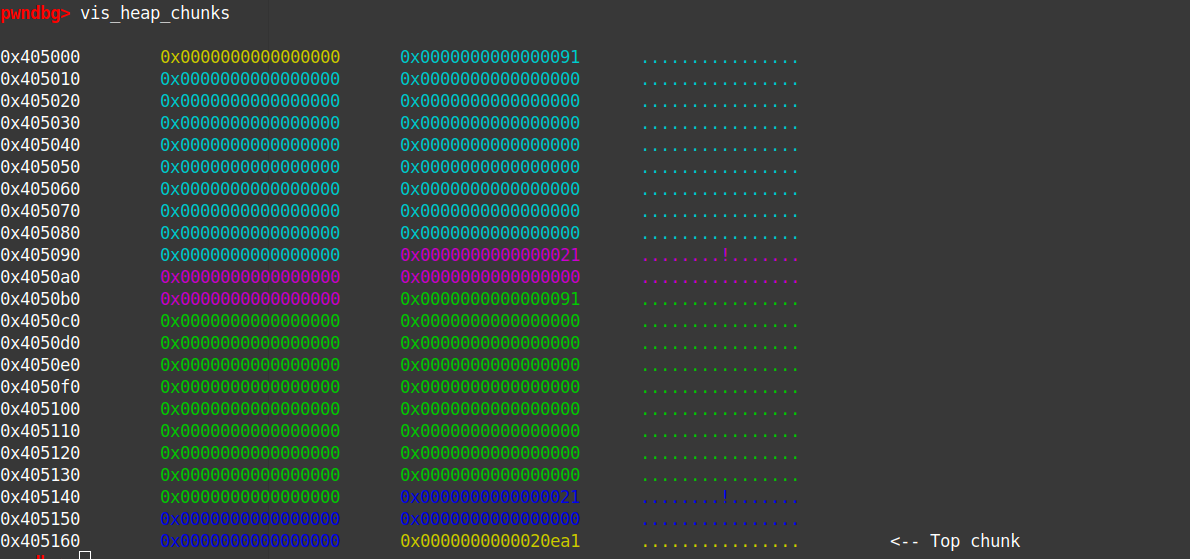 pwndbg> vis_heap_chunks
0x405000 0x0000000000000000 0x0000000000000091 ................
0x405010 0x0000000000000000 0x0000000000000000 ................
0x405020 0x0000000000000000 0x0000000000000000 ................
0x405030 0x0000000000000000 0x0000000000000000 ................
0x405040 0x0000000000000000 0x0000000000000000 ................
0x405050 0x0000000000000000 0x0000000000000000 ................
0x405060 0x0000000000000000 0x0000000000000000 ................
0x405070 0x0000000000000000 0x0000000000000000 ................
0x405080 0x0000000000000000 0x0000000000000000 ................
0x405090 0x0000000000000000 0x0000000000000021 ........!.......
0x4050a0 0x0000000000000000 0x0000000000000000 ................
0x4050b0 0x0000000000000000 0x0000000000000091 ................
0x4050c0 0x0000000000000000 0x0000000000000000 ................
0x4050d0 0x0000000000000000 0x0000000000000000 ................
0x4050e0 0x0000000000000000 0x0000000000000000 ................
0x4050f0 0x0000000000000000 0x0000000000000000 ................
0x405100 0x0000000000000000 0x0000000000000000 ................
0x405110 0x0000000000000000 0x0000000000000000 ................
0x405120 0x0000000000000000 0x0000000000000000 ................
0x405130 0x0000000000000000 0x0000000000000000 ................
0x405140 0x0000000000000000 0x0000000000000021 ........!.......
0x405150 0x0000000000000000 0x0000000000000000 ................
0x405160 0x0000000000000000 0x0000000000020ea1 ................ <-- Top chunk